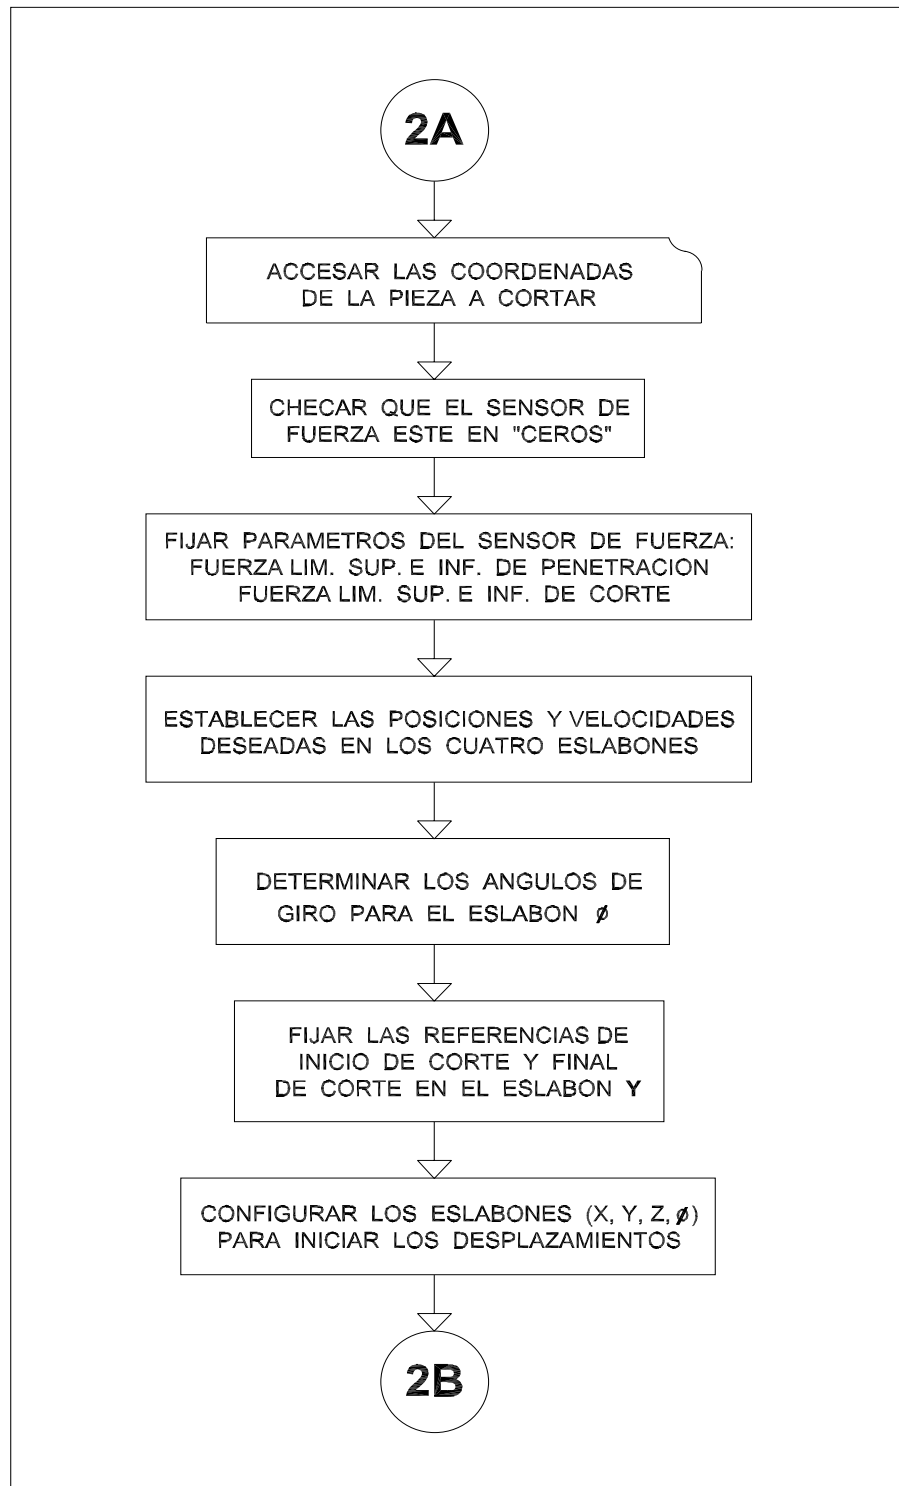 2A
ACCESAR LAS COORDENADAS
DE LA PIEZA A CORTAR
CHECAR QUE EL SENSOR DE
FUERZA ESTE EN "CEROS"
FIJAR PARAMETROS DEL SENSOR DE FUERZA:
FUERZA LIM. SUP. E INF. DE PENETRACION
FUERZA LIM. SUP. E INF. DE CORTE
ESTABLECER LAS POSICIONES Y VELOCIDADES
DESEADAS EN LOS CUATRO ESLABONES
DETERMINAR LOS ANGULOS DE
GIRO PARA EL ESLABON ø
FIJAR LAS REFERENCIAS DE
INICIO DE CORTE Y FINAL
DE CORTE EN EL ESLABON Y
CONFIGURAR LOS ESLABONES (X, Y, Z, ø)
PARA INICIAR LOS DESPLAZAMIENTOS
2B